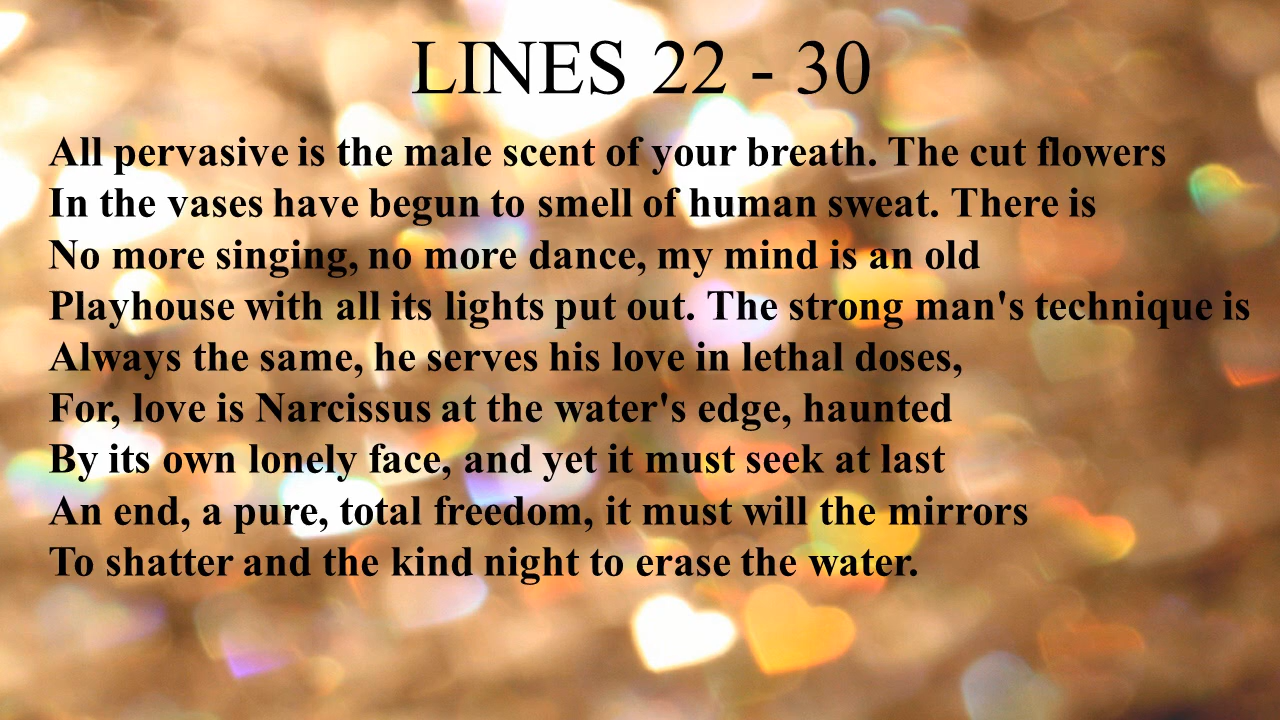 LINES 22 - 30
All pervasive is the male scent of your breath. The cut flowers
In the vases have begun to smell of human sweat. There is
No more singing, no more dance, my mind is an old
Playhouse with all its lights put out. The strong man's technique is
Always the same, he serves his love in lethal doses,
For, love is Narcissus at the water's edge, haunted
By its own lonely face, and yet it must seek at last
An end, a pure, total freedom, it must will the mirrors
To shatter and the kind night to erase the water.